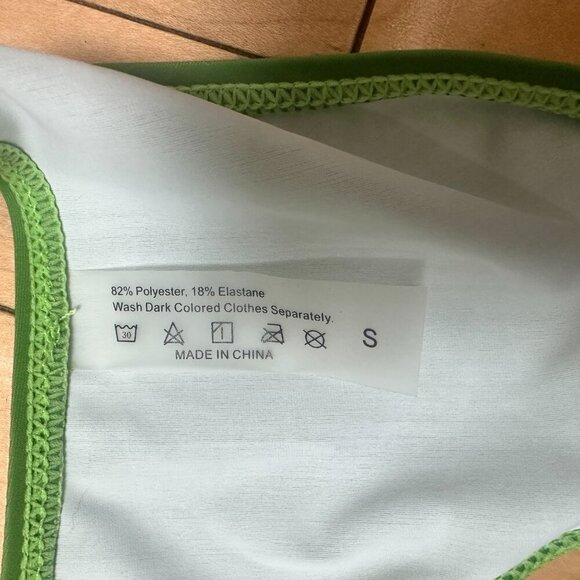 82% Polyester, 18% Elastane
Wash Dark Colored Clothes Separately.
30 S
MADE IN CHINA